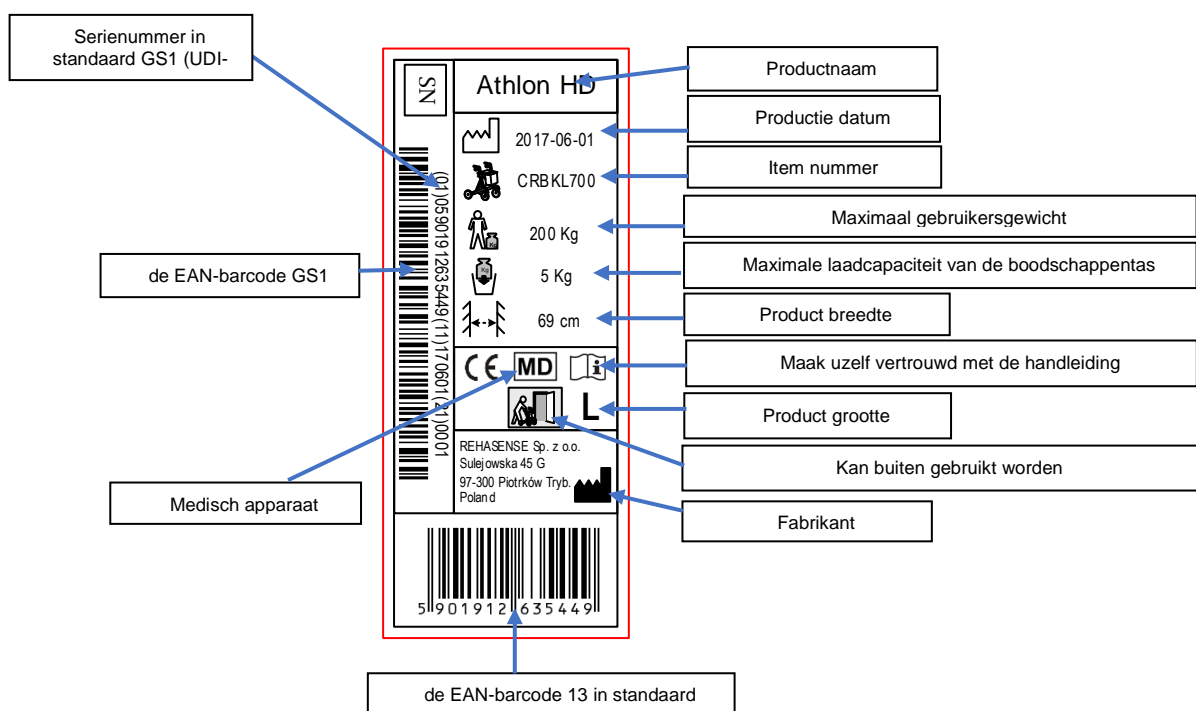 Serienummer in
standaard GS1 (UDI-
de EAN-barcode GS1
Medisch apparaat
SN
(01)05901912635449(11)170601(21)0001
Athlon HD
2017-06-01
CRBKL700
200 Kg
5 Kg
69 cm
CE MD i
L
REHASENSE Sp. z o.o.
Sulejowska 45 G
97-300 Piotrków Tryb.
Poland
5 901912 635449
Productnaam
Productie datum
Item nummer
Maximaal gebruikersgewicht
Maximale laadcapaciteit van de boodschappentas
Product breedte
Maak uzelf vertrouwd met de handleiding
Product grootte
Kan buiten gebruikt worden
Fabrikant
de EAN-barcode 13 in standaard